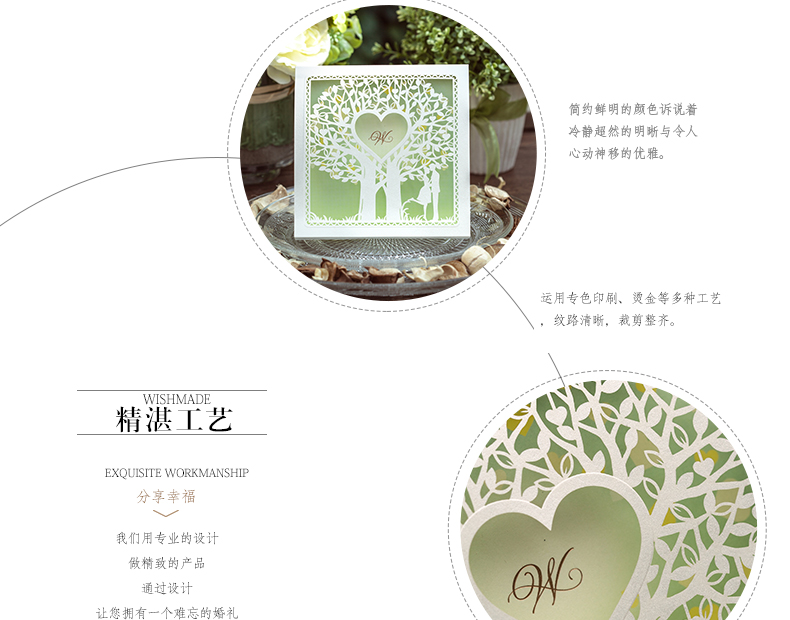 简约鲜明的颜色诉说着
冷静超然的明晰与令人
心动神移的优雅。
W
运用专色印刷、烫金等多种工艺
，纹路清晰，裁剪整齐。
WISHMADE
精湛工艺
EXQUISITE WORKMANSHIP
分享幸福
我们用专业的设计
做精致的产品
通过设计
让您拥有一个难忘的婚礼
W